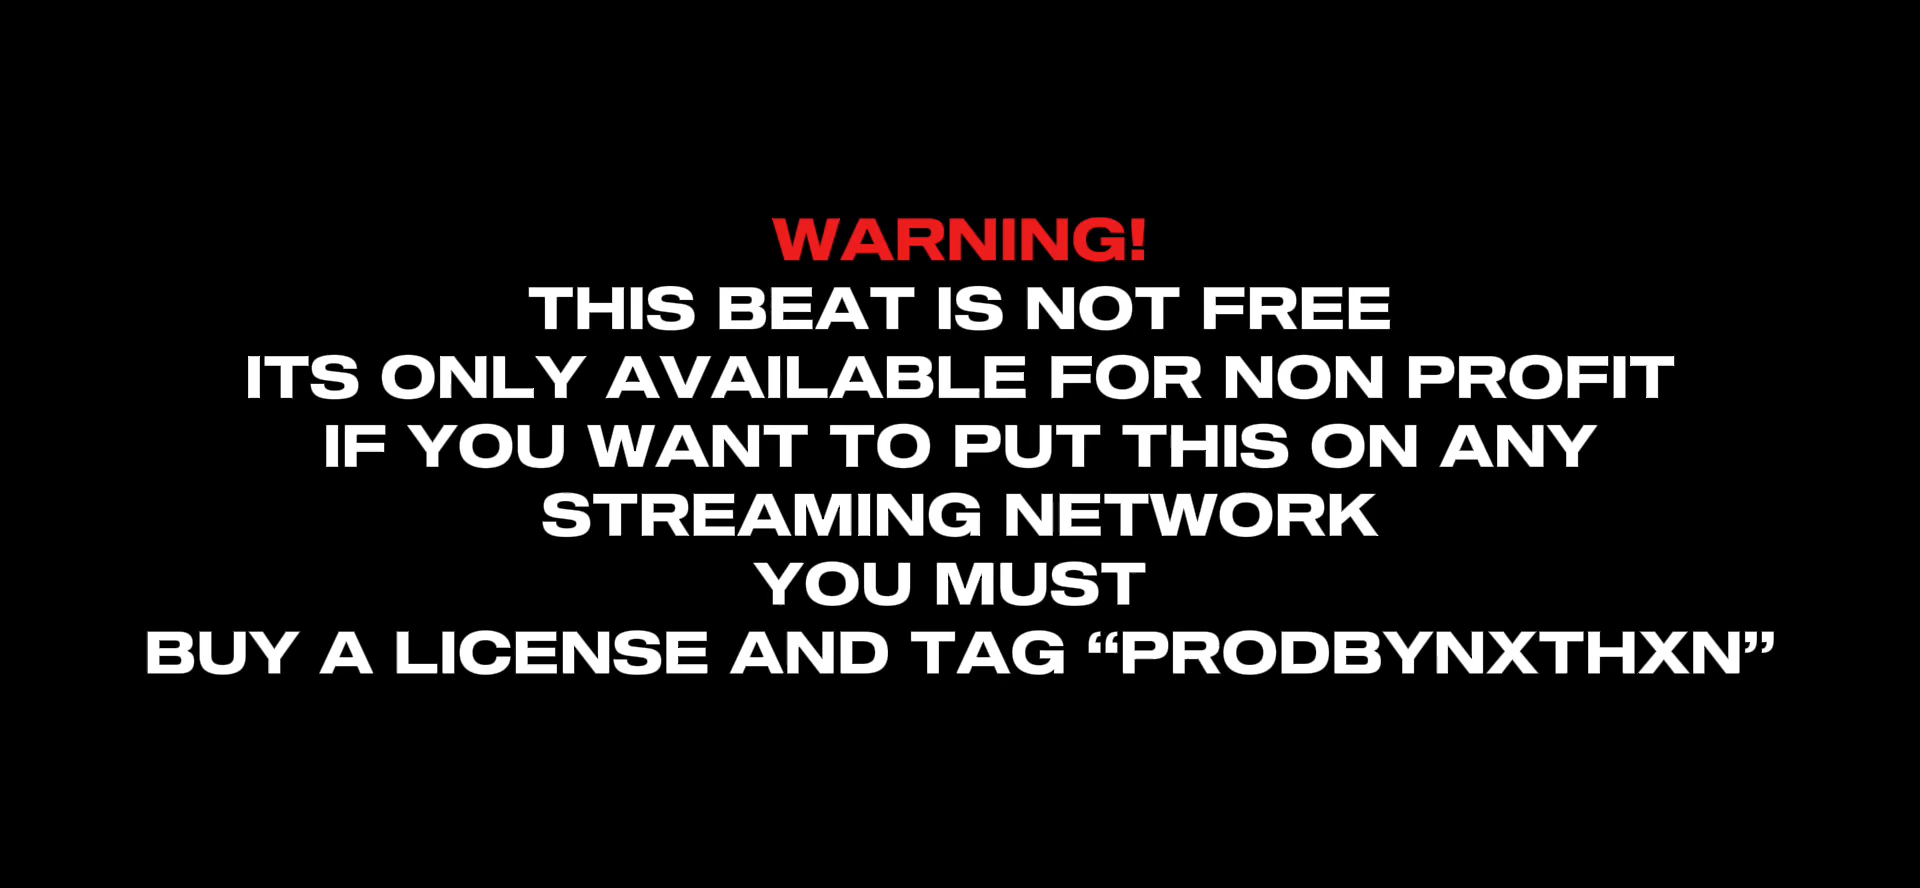 WARNING!
THIS BEAT IS NOT FREE
ITS ONLY AVAILABLE FOR NON PROFIT
IF YOU WANT TO PUT THIS ON ANY
STREAMING NETWORK
YOU MUST
BUY A LICENSE AND TAG “PRODBYNXTHXN”